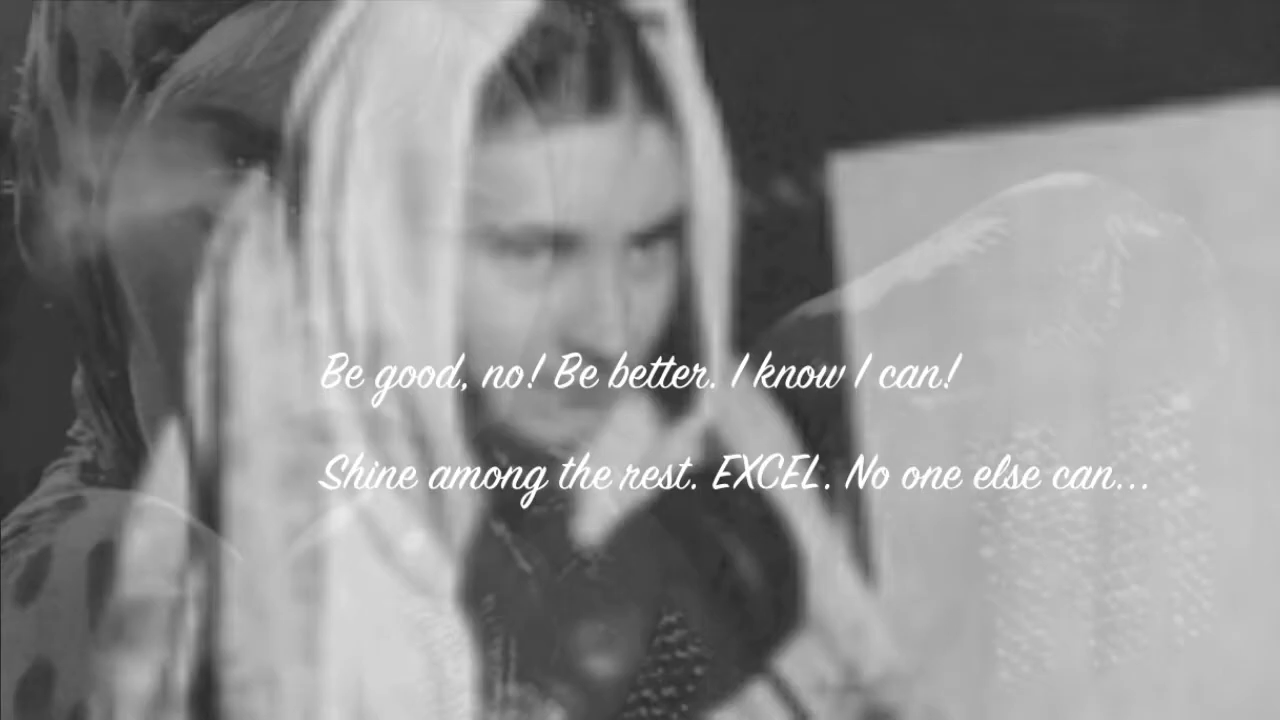 Be good, no! Be better. I know I can!
Shine among the rest. EXCEL. No one else can...